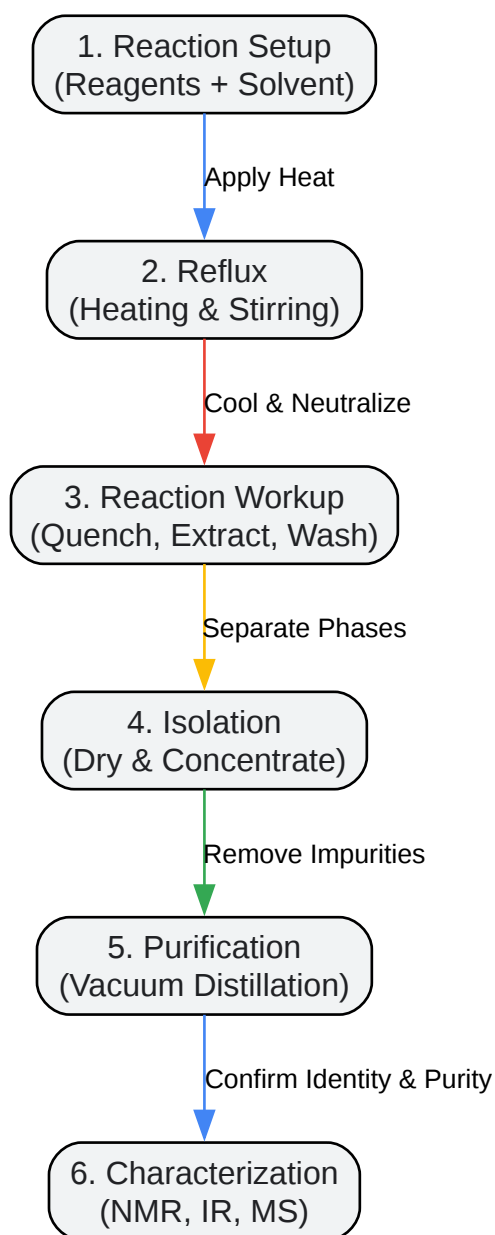 1. Reaction Setup
(Reagents + Solvent)
Apply Heat
2. Reflux
(Heating & Stirring)
Cool & Neutralize
3. Reaction Workup
(Quench, Extract, Wash)
Separate Phases
4. Isolation
(Dry & Concentrate)
Remove Impurities
5. Purification
(Vacuum Distillation)
Confirm Identity & Purity
6. Characterization
(NMR, IR, MS)